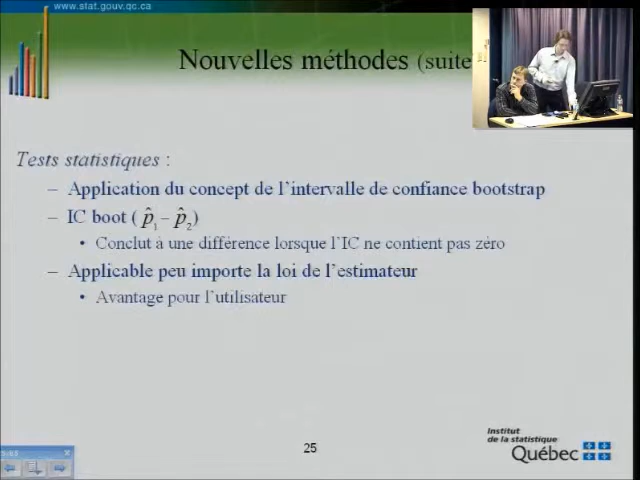 www.stat.gouv.qc.ca
Nouvelles méthodes (suite
Tests statistiques :
– Application du concept de l'intervalle de confiance bootstrap
– IC boot ( p̂₁ – p̂₂)
• Conclut à une différence lorsque l'IC ne contient pas zéro
– Applicable peu importe la loi de l'estimateur
• Avantage pour l'utilisateur
25
Institut
de la statistique
Québec